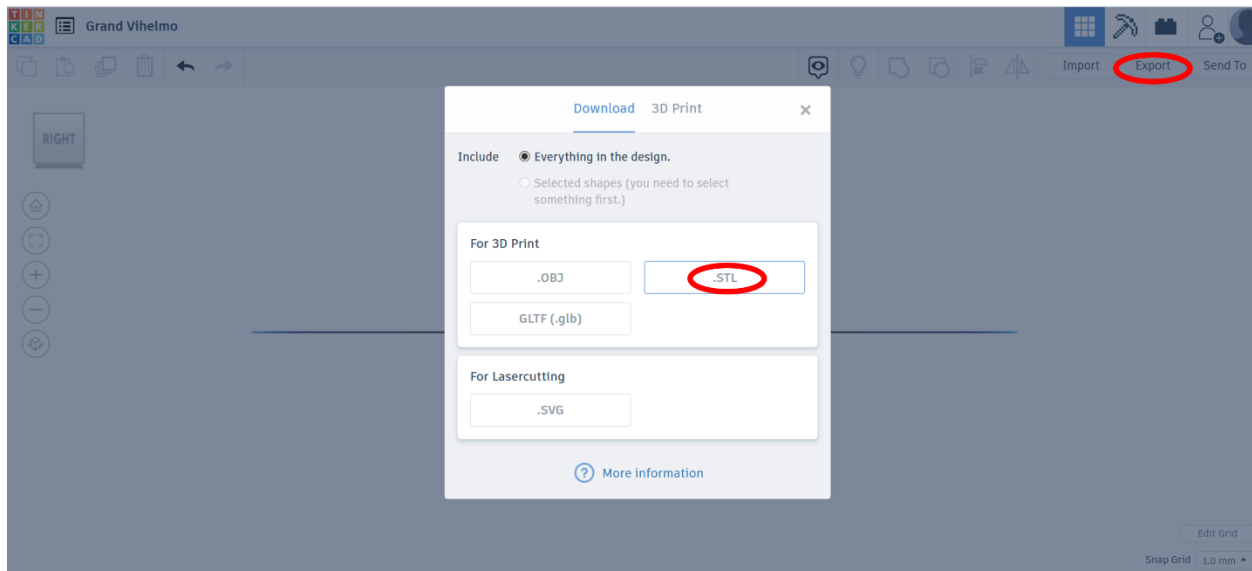 TIN
KER
CAD
Grand Vihelmo
Import
Export
Send To
RIGHT
Download
3D Print
Include
Everything in the design.
Selected shapes (you need to select
something first.)
For 3D Print
.OBJ
.STL
GLTF (.glb)
For Lasercutting
.SVG
? More information
Edit Grid
Snap Grid
1.0 mm